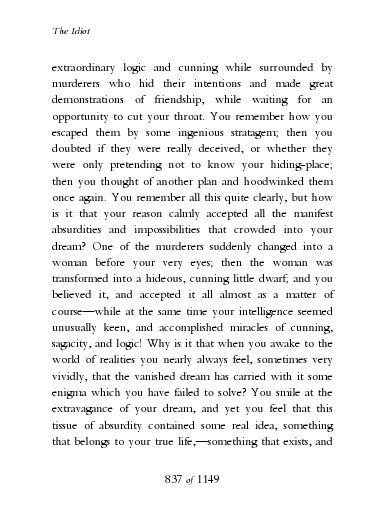 The Idiot
extraordinary logic and cunning while surrounded by
murderers who hid their intentions and made great
demonstrations of friendship, while waiting for an
opportunity to cut your throat. You remember how you
escaped them by some ingenious stratagem; then you
doubted if they were really deceived, or whether they
were only pretending not to know your hiding-place;
then you thought of another plan and hoodwinked them
once again. You remember all this quite clearly, but how
is it that your reason calmly accepted all the manifest
absurdities and impossibilities that crowded into your
dream? One of the murderers suddenly changed into a
woman before your very eyes; then the woman was
transformed into a hideous, cunning little dwarf; and you
believed it, and accepted it all almost as a matter of
course—while at the same time your intelligence seemed
unusually keen, and accomplished miracles of cunning,
sagacity, and logic! Why is it that when you awake to the
world of realities you nearly always feel, sometimes very
vividly, that the vanished dream has carried with it some
enigma which you have failed to solve? You smile at the
extravagance of your dream, and yet you feel that this
tissue of absurdity contained some real idea, something
that belongs to your true life,—something that exists, and
837 of 1149